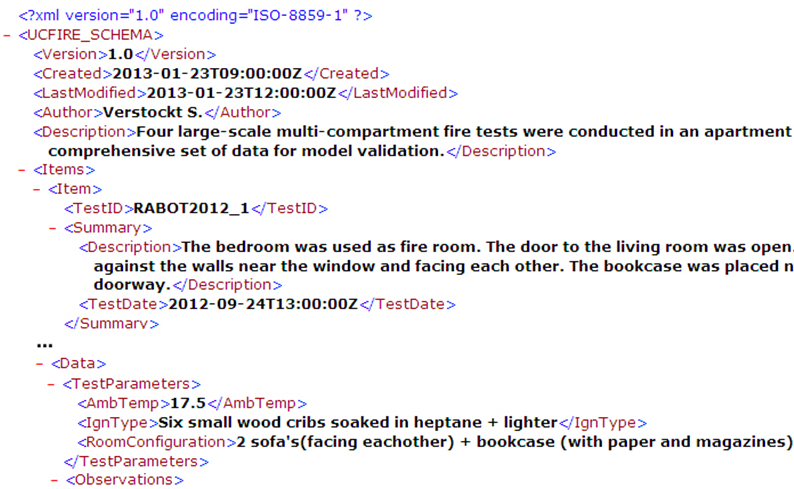 <?xml version="1.0" encoding="ISO-8859-1" ?>
- <UCFIRE_SCHEMA>
<Version>1.0</Version>
<Created>2013-01-23T09:00:00Z</Created>
<LastModified>2013-01-23T12:00:00Z</LastModified>
<Author>Verstockt S.</Author>
<Description>Four large-scale multi-compartment fire tests were conducted in an apartment
comprehensive set of data for model validation.</Description>
- <Items>
- <Item>
<TestID>RABOT2012_1</TestID>
- <Summary>
<Description>The bedroom was used as fire room. The door to the living room was open.
against the walls near the window and facing each other. The bookcase was placed n
doorway.</Description>
<TestDate>2012-09-24T13:00:00Z</TestDate>
</Summary>
...
- <Data>
- <TestParameters>
<AmbTemp>17.5</AmbTemp>
<IgnType>Six small wood cribs soaked in heptane + lighter</IgnType>
<RoomConfiguration>2 sofa's(facing eachother) + bookcase (with paper and magazines)
</TestParameters>
- <Observations>